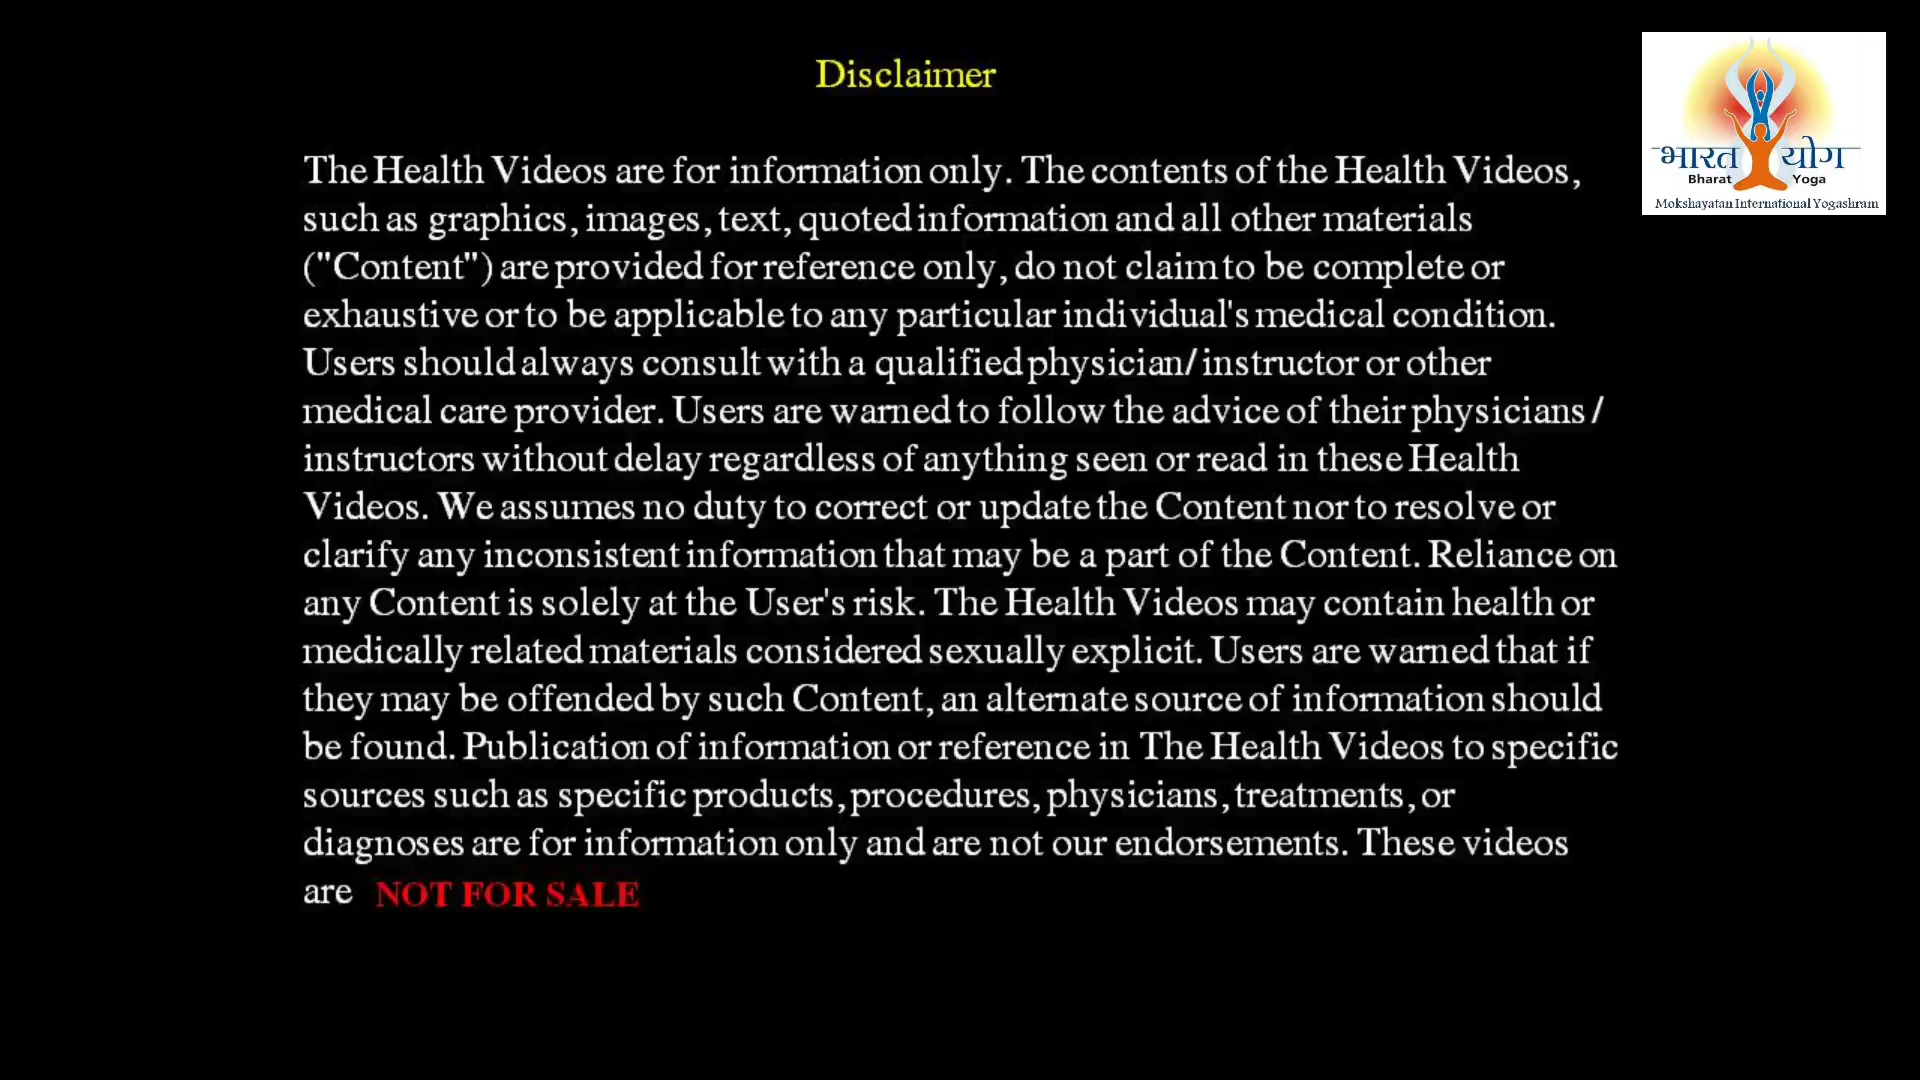 Disclaimer
The Health Videos are for information only. The contents of the Health Videos,
such as graphics, images, text, quoted information and all other materials
("Content") are provided for reference only, do not claim to be complete or
exhaustive or to be applicable to any particular individual's medical condition.
Users should always consult with a qualified physician/ instructor or other
medical care provider. Users are warned to follow the advice of their physicians /
instructors without delay regardless of anything seen or read in these Health
Videos. We assumes no duty to correct or update the Content nor to resolve or
clarify any inconsistent information that may be a part of the Content. Reliance on
any Content is solely at the User's risk. The Health Videos may contain health or
medically related materials considered sexually explicit. Users are warned that if
they may be offended by such Content, an alternate source of information should
be found. Publication of information or reference in The Health Videos to specific
sources such as specific products, procedures, physicians, treatments, or
diagnoses are for information only and are not our endorsements. These videos
are NOT FOR SALE
भारत योग
Bharat Yoga
Mokshayatan International Yogashram